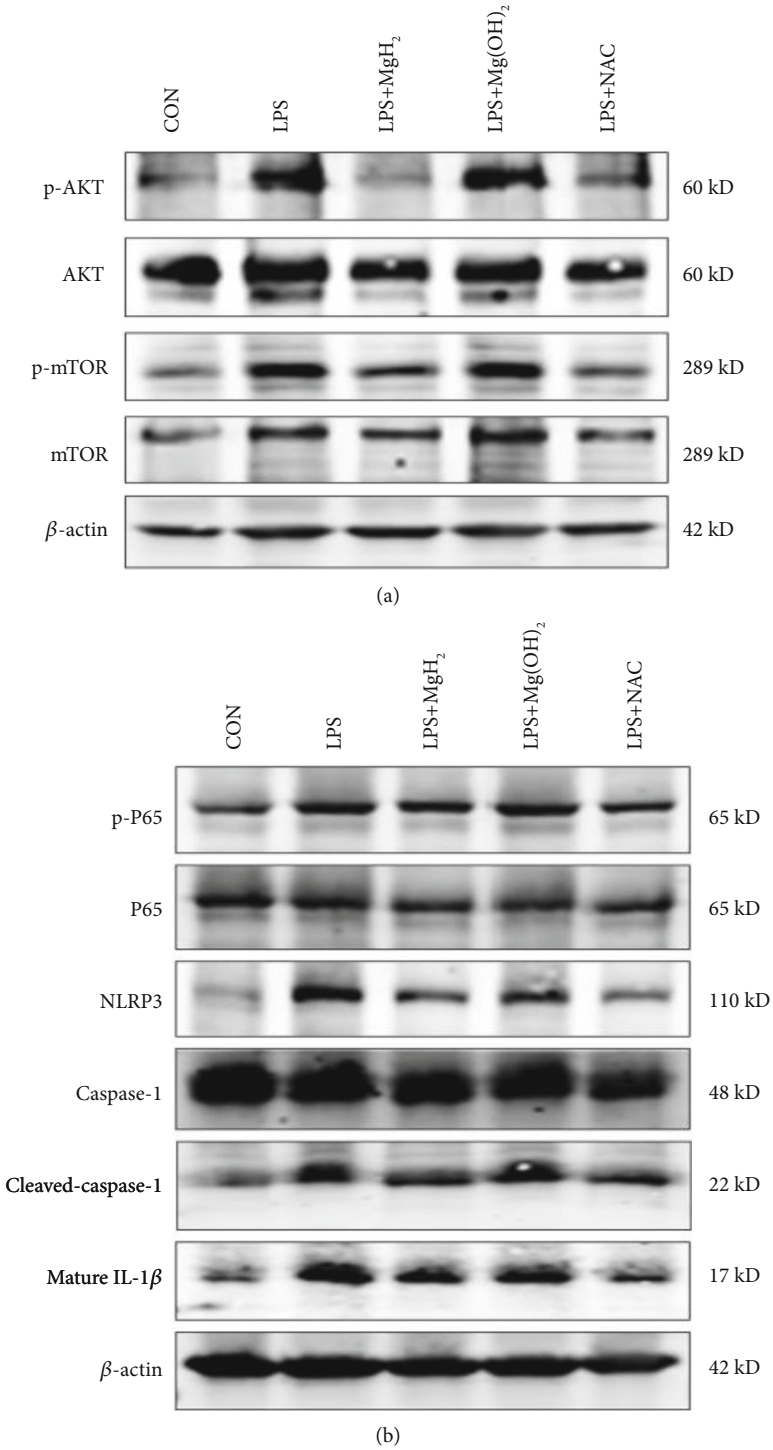 CON
LPS
LPS+MgH₂
LPS+Mg(OH)₂
LPS+NAC
p-AKT 60 kD
AKT 60 kD
p-mTOR 289 kD
mTOR 289 kD
β-actin 42 kD
(a)
CON
LPS
LPS+MgH₂
LPS+Mg(OH)₂
LPS+NAC
p-P65 65 kD
P65 65 kD
NLRP3 110 kD
Caspase-1 48 kD
Cleaved-caspase-1 22 kD
Mature IL-1β 17 kD
β-actin 42 kD
(b)